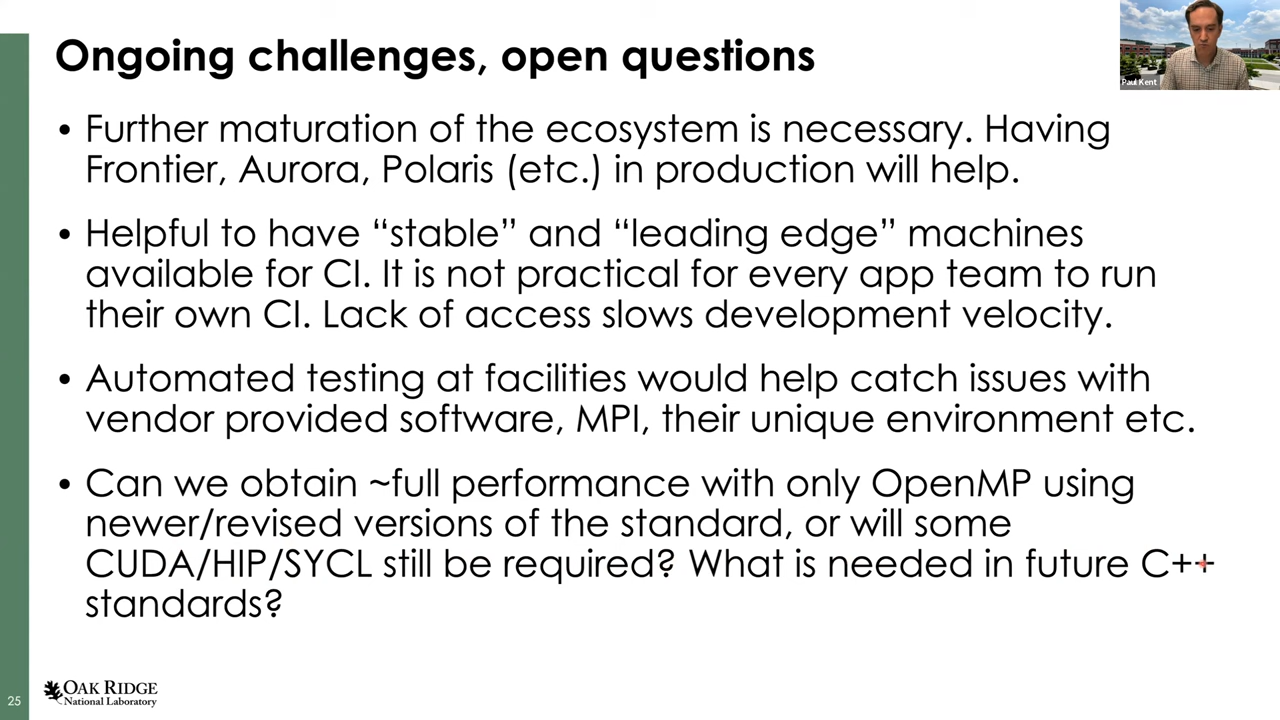 Ongoing challenges, open questions
Paul Kent
• Further maturation of the ecosystem is necessary. Having
Frontier, Aurora, Polaris (etc.) in production will help.
• Helpful to have “stable” and “leading edge” machines
available for CI. It is not practical for every app team to run
their own CI. Lack of access slows development velocity.
• Automated testing at facilities would help catch issues with
vendor provided software, MPI, their unique environment etc.
• Can we obtain ~full performance with only OpenMP using
newer/revised versions of the standard, or will some
CUDA/HIP/SYCL still be required? What is needed in future C++
standards?
25
OAK RIDGE
National Laboratory